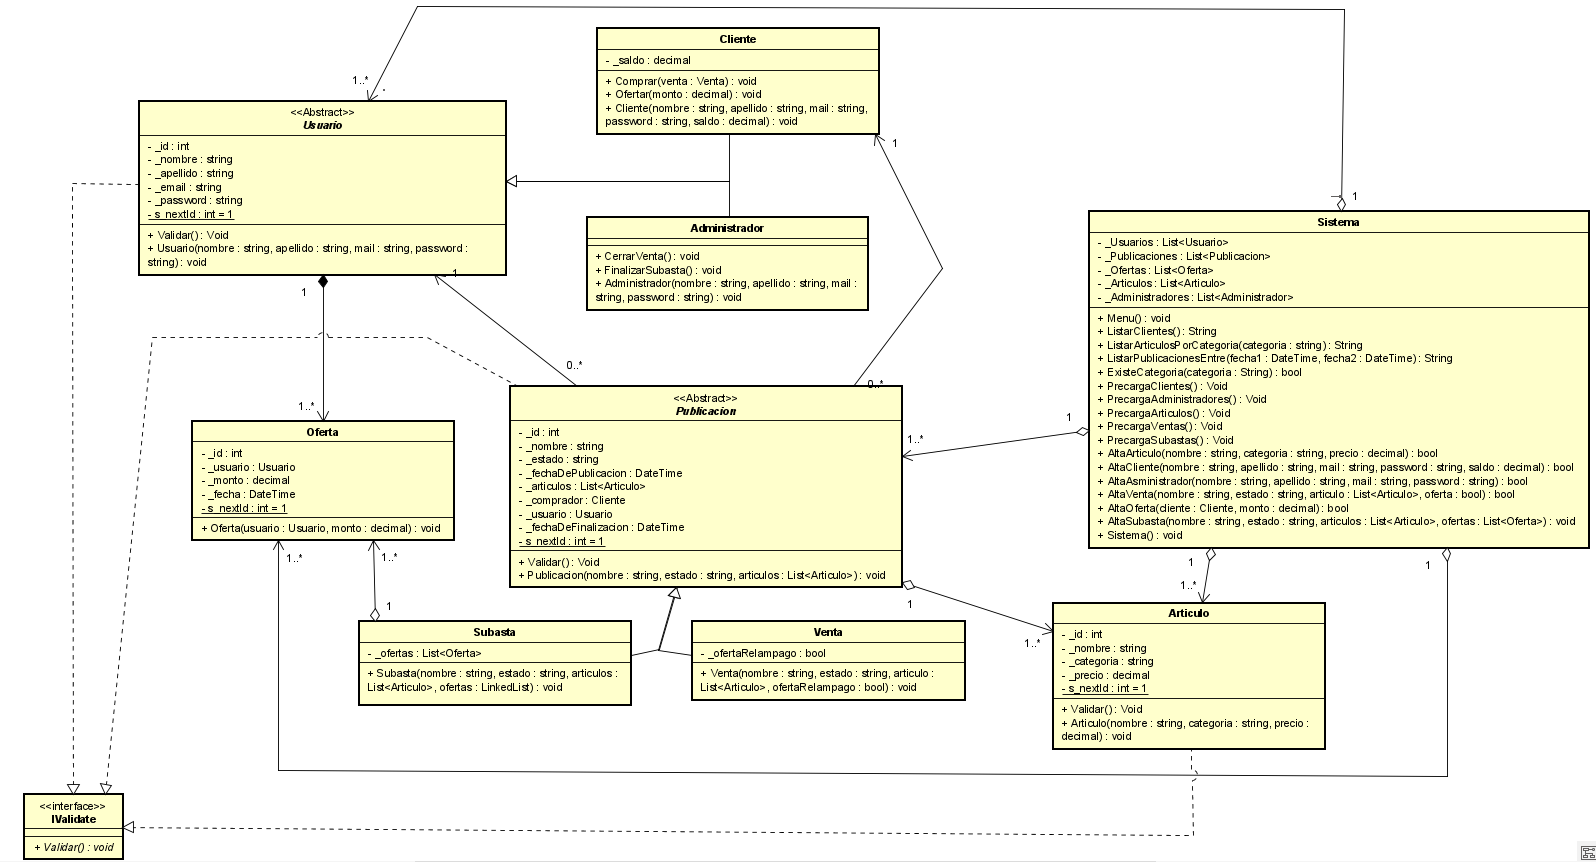 Cliente
- _saldo : decimal
+ Comprar(venta : Venta) : void
+ Ofertar(monto : decimal) : void
+ Cliente(nombre : string, apellido : string, mail : string,
password : string, saldo : decimal) : void
1..*
<<Abstract>>
Usuario
- _id : int
- _nombre : string
- _apellido : string
- _email : string
- _password : string
- s_nextId : int = 1
+ Validar() : Void
+ Usuario(nombre : string, apellido : string, mail : string, password :
string) : void
1
1
Administrador
+ CerrarVenta() : void
+ FinalizarSubasta() : void
+ Administrador(nombre : string, apellido : string, mail :
string, password : string) : void
1
Sistema
- _Usuarios : List<Usuario>
- _Publicaciones : List<Publicacion>
- _Ofertas : List<Oferta>
- _Articulos : List<Articulo>
- _Administradores : List<Administrador>
+ Menu() : void
+ ListarClientes() : String
+ ListarArticulosPorCategoria(categoria : string) : String
+ ListarPublicacionesEntre(fecha1 : DateTime, fecha2 : DateTime) : String
+ ExisteCategoria(categoria : String) : bool
+ PrecargaClientes() : Void
+ PrecargaAdministradores() : Void
+ PrecargaArticulos() : Void
+ PrecargaVentas() : Void
+ PrecargaSubastas() : Void
+ AltaArticulo(nombre : string, categoria : string, precio : decimal) : bool
+ AltaCliente(nombre : string, apellido : string, mail : string, password : string, saldo : decimal) : bool
+ AltaAsministrador(nombre : string, apellido : string, mail : string, password : string) : bool
+ AltaVenta(nombre : string, estado : string, articulo : List<Articulo>, oferta : bool) : bool
+ AltaOferta(cliente : Cliente, monto : decimal) : bool
+ AltaSubasta(nombre : string, estado : string, articulos : List<Articulo>, ofertas : List<Oferta>) : void
+ Sistema() : void
1
0..*
0..*
1
1..*
1..*
Oferta
- _id : int
- _usuario : Usuario
- _monto : decimal
- _fecha : DateTime
- s_nextId : int = 1
+ Oferta(usuario : Usuario, monto : decimal) : void
1..*
1..*
1
<<Abstract>>
Publicacion
- _id : int
- _nombre : string
- _estado : string
- _fechaDePublicacion : DateTime
- _articulos : List<Articulo>
- _comprador : Cliente
- _usuario : Usuario
- _fechaDeFinalizacion : DateTime
- s_nextId : int = 1
+ Validar() : Void
+ Publicacion(nombre : string, estado : string, articulos : List<Articulo>) : void
1
1..*
1
1..*
1
Subasta
- _ofertas : List<Oferta>
+ Subasta(nombre : string, estado : string, articulos :
List<Articulo>, ofertas : LinkedList) : void
Venta
- _ofertaRelampago : bool
+ Venta(nombre : string, estado : string, articulo :
List<Articulo>, ofertaRelampago : bool) : void
Articulo
- _id : int
- _nombre : string
- _categoria : string
- _precio : decimal
- s_nextId : int = 1
+ Validar() : Void
+ Articulo(nombre : string, categoria : string, precio :
decimal) : void
<<interface>>
IValidate
+ Validar() : void